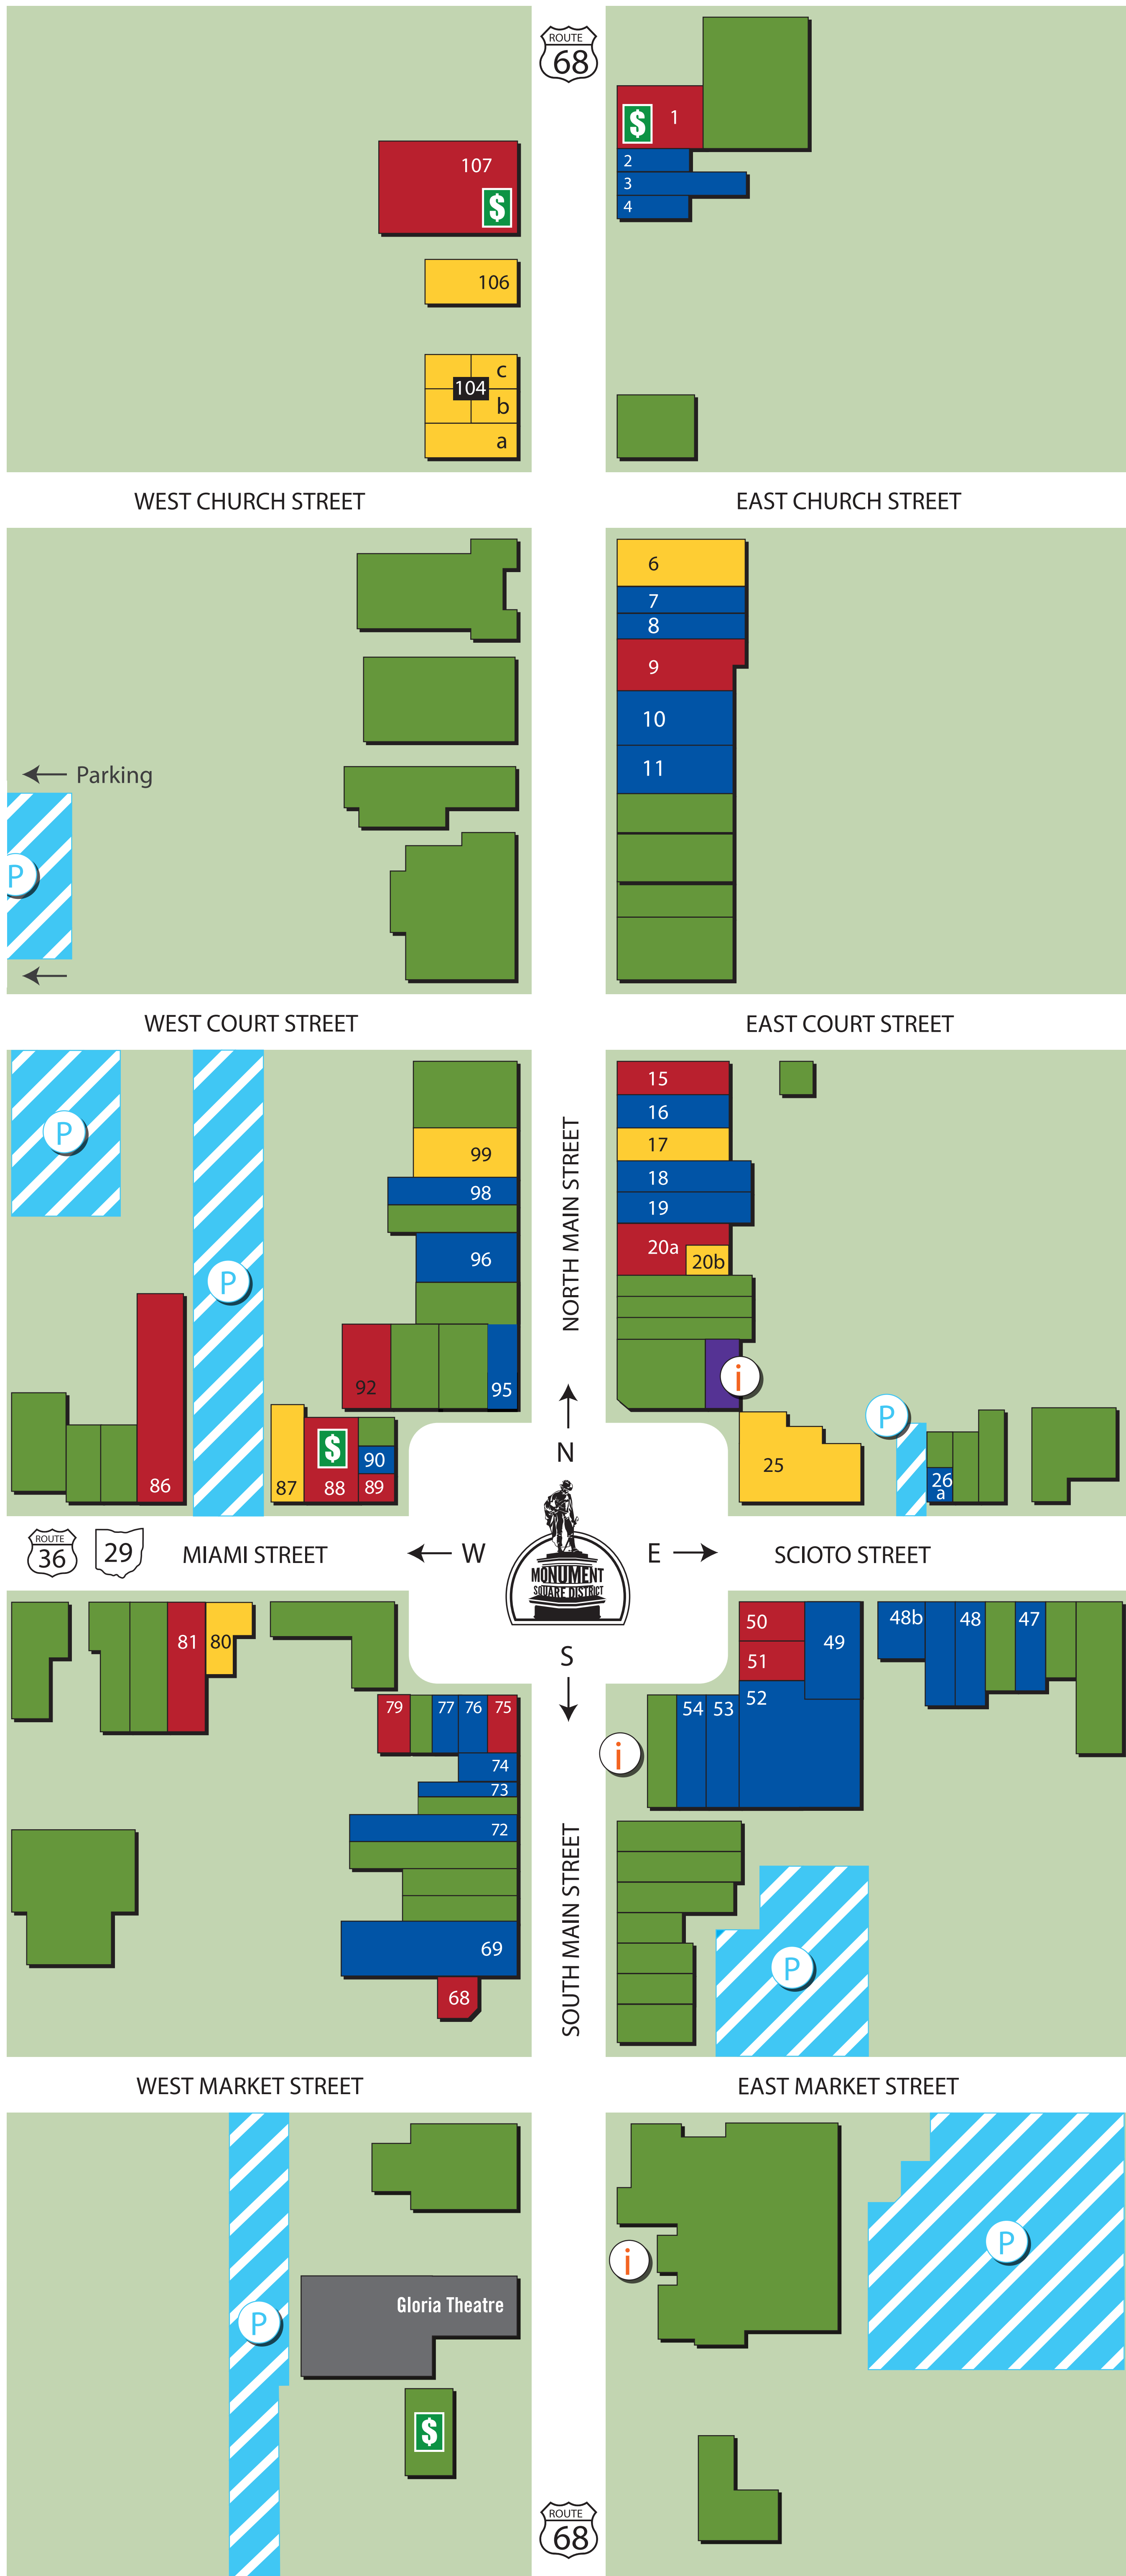 ROUTE
68
$ 1
2
3
4
107
$
106
c
104
b
a
WEST CHURCH STREET
EAST CHURCH STREET
6
7
8
9
10
11
Parking
P
WEST COURT STREET
EAST COURT STREET
P
P
99
98
96
92
95
86
87
$
88
90
89
NORTH MAIN STREET
15
16
17
18
19
20a
20b
i
25
P
26
a
N
ROUTE
36
29
MIAMI STREET
W
MONUMENT
SQUARE DISTRICT
E
SCIOTO STREET
S
81
80
79
77
76
75
74
73
72
69
68
SOUTH MAIN STREET
50
51
49
52
54
53
48b
48
47
i
P
WEST MARKET STREET
EAST MARKET STREET
P
Gloria Theatre
$
i
P
ROUTE
68